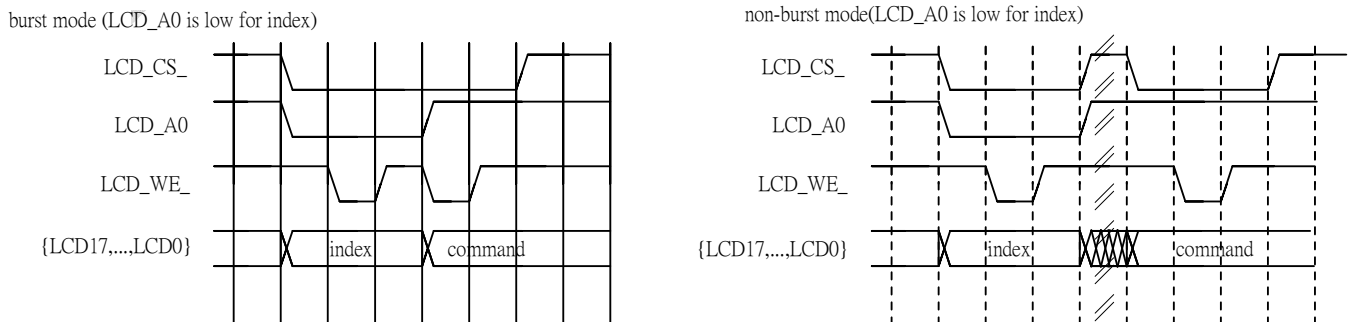 burst mode (LCD_A0 is low for index)
LCD_CS_
LCD_A0
LCD_WE_
{LCD17,...,LCD0}
index
command
non-burst mode(LCD_A0 is low for index)
LCD_CS_
LCD_A0
LCD_WE_
{LCD17,...,LCD0}
index
command